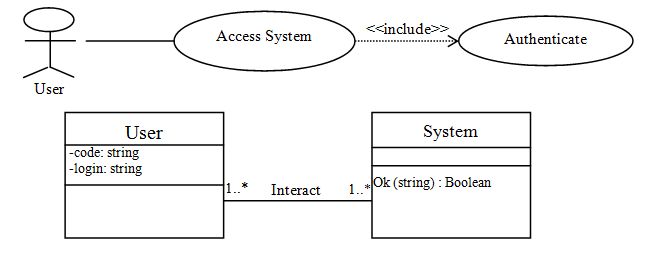 Access System
<<include>>
Authenticate
User
User
-code: string
-login: string
1..*
Interact
1..*
System
Ok (string) : Boolean